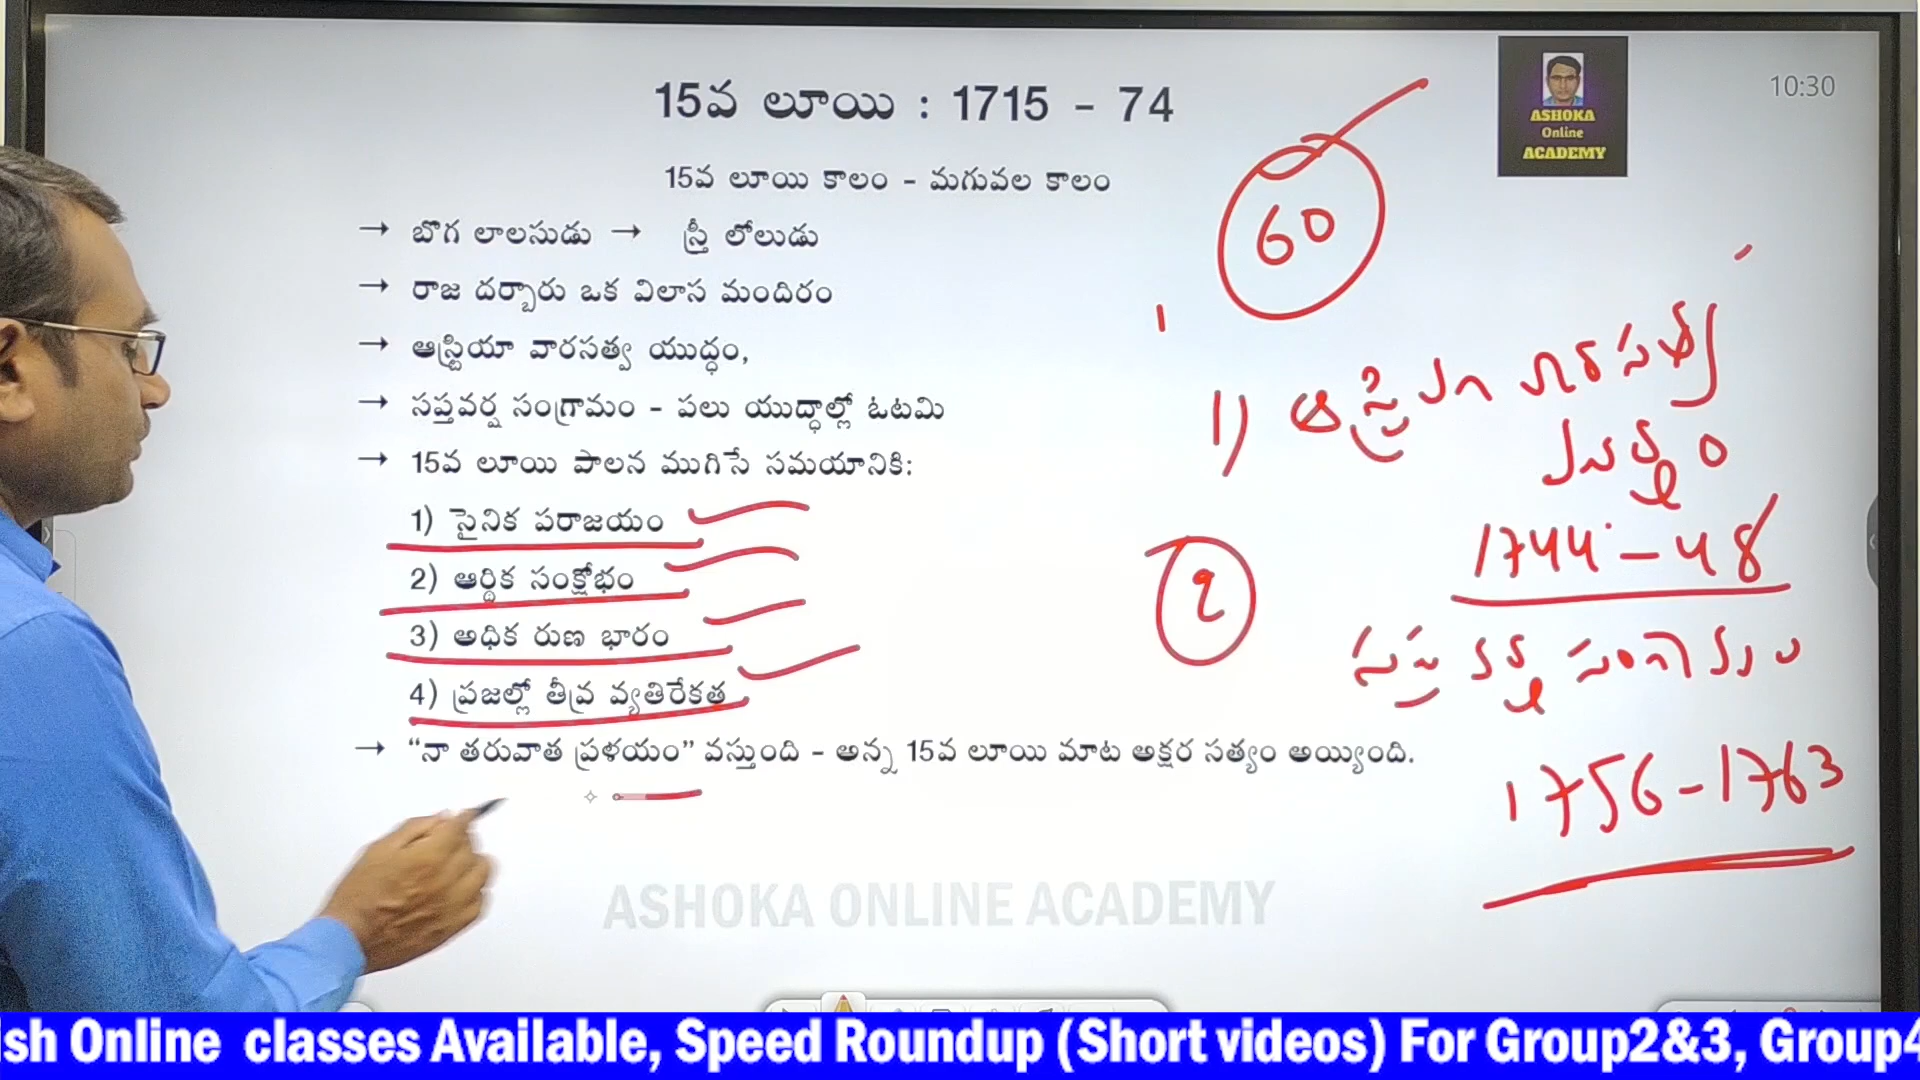 15వ లూయి : 1715 - 74
10:30
ASHOKA
Online
ACADEMY
15వ లూయి కాలం - మగువల కాలం
60
→ బొగ లాలసుడు → స్త్రీ లోలుడు
→ రాజ దర్బారు ఒక విలాస మందిరం
→ ఆస్ట్రియా వారసత్వ యుద్ధం,
→ సప్తవర్ష సంగ్రామం - పలు యుద్ధాల్లో ఓటమి
→ 15వ లూయి పాలన ముగిసే సమయానికి:
1) సైనిక పరాజయం
2) ఆర్థిక సంక్షోభం
3) అధిక రుణ భారం
4) ప్రజల్లో తీవ్ర వ్యతిరేకత
→ “నా తరువాత ప్రళయం” వస్తుంది - అన్న 15వ లూయి మాట అక్షర సత్యం అయ్యింది.
1)
1744 - 48
2
1756 - 1763
ASHOKA ONLINE ACADEMY
ish Online classes Available, Speed Roundup (Short videos) For Group2&3, Group4